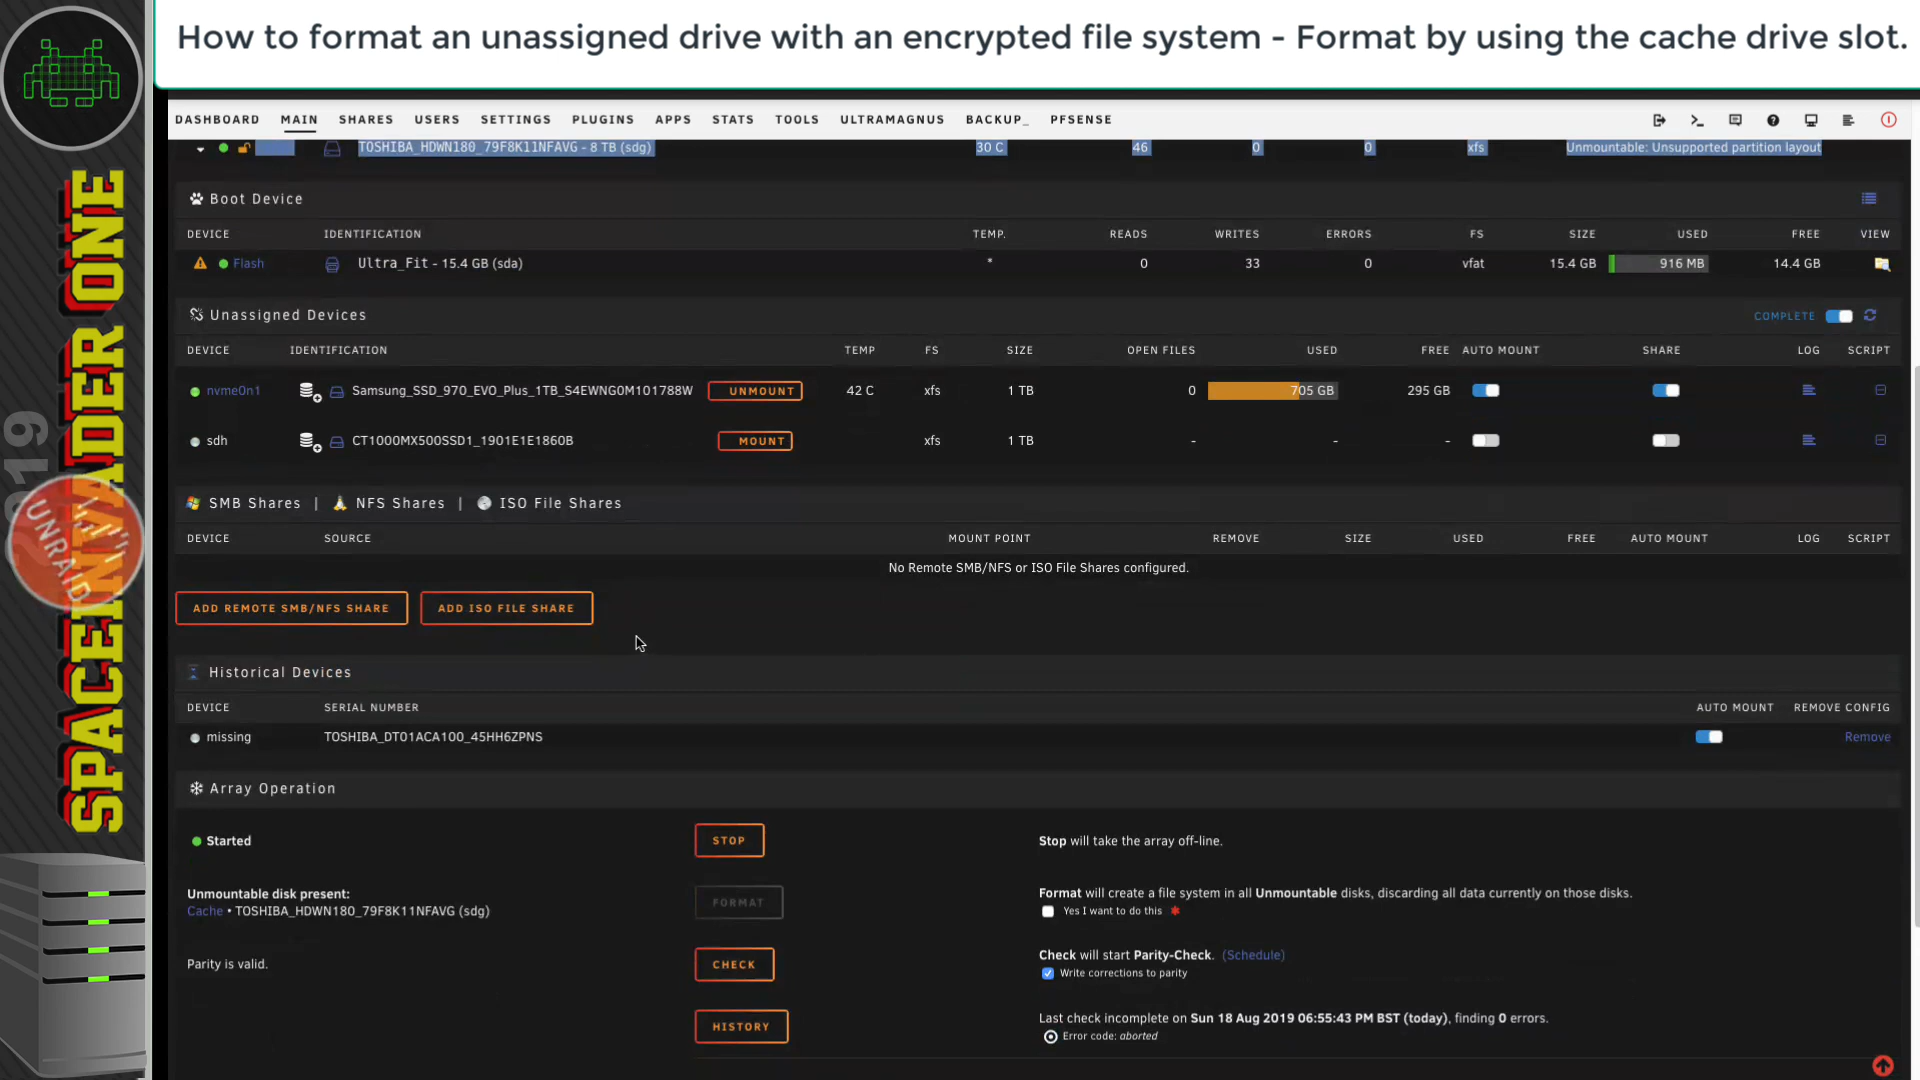 How to format an unassigned drive with an encrypted file system - Format by using the cache drive slot.
DASHBOARD MAIN SHARES USERS SETTINGS PLUGINS APPS STATS TOOLS ULTRAMAGNUS BACKUP_ PFSENSE
TOSHIBA_HDWN180_79F8K11NFAVG - 8 TB (sdg) 30 C 46 0 0 xfs Unmountable: Unsupported partition layout
Boot Device
DEVICE IDENTIFICATION TEMP. READS WRITES ERRORS FS SIZE USED FREE VIEW
Flash Ultra_Fit - 15.4 GB (sda) * 0 33 0 vfat 15.4 GB 916 MB 14.4 GB
Unassigned Devices COMPLETE
DEVICE IDENTIFICATION TEMP FS SIZE OPEN FILES USED FREE AUTO MOUNT SHARE LOG SCRIPT
nvme0n1 Samsung_SSD_970_EVO_Plus_1TB_S4EWNG0M101788W UNMOUNT 42 C xfs 1 TB 0 705 GB 295 GB
sdh CT1000MX500SSD1_1901E1E1860B MOUNT xfs 1 TB - - -
SMB Shares | NFS Shares | ISO File Shares
DEVICE SOURCE MOUNT POINT REMOVE SIZE USED FREE AUTO MOUNT LOG SCRIPT
No Remote SMB/NFS or ISO File Shares configured.
ADD REMOTE SMB/NFS SHARE ADD ISO FILE SHARE
Historical Devices
DEVICE SERIAL NUMBER AUTO MOUNT REMOVE CONFIG
missing TOSHIBA_DT01ACA100_45HH6ZPNS Remove
Array Operation
Started STOP Stop will take the array off-line.
Unmountable disk present: FORMAT Format will create a file system in all Unmountable disks, discarding all data currently on those disks.
Cache • TOSHIBA_HDWN180_79F8K11NFAVG (sdg) Yes I want to do this *
Parity is valid. CHECK Check will start Parity-Check. (Schedule)
Write corrections to parity
HISTORY Last check incomplete on Sun 18 Aug 2019 06:55:43 PM BST (today), finding 0 errors.
Error code: aborted
SPACEINVADER ONE
2019
UNRAID